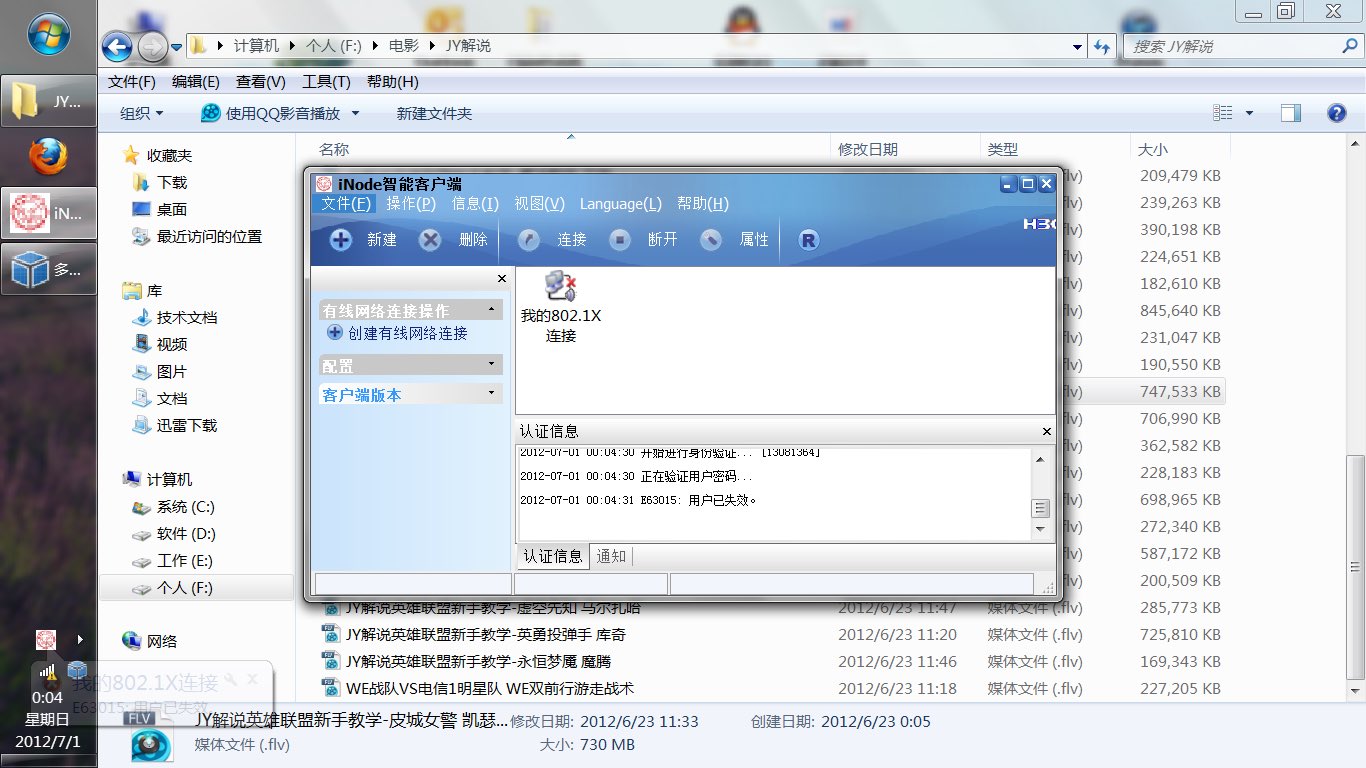 计算机 个人 (F:) 电影 JY解说
搜索 JY解说
文件(F) 编辑(E) 查看(V) 工具(T) 帮助(H)
组织 使用QQ影音播放 新建文件夹
JY...
iN...
多...
收藏夹
下载
桌面
最近访问的位置
库
技术文档
视频
图片
文档
迅雷下载
计算机
系统 (C:)
软件 (D:)
工作 (E:)
个人 (F:)
网络
名称 修改日期 类型 大小
flv) 209,479 KB
flv) 239,263 KB
flv) 390,198 KB
flv) 224,651 KB
flv) 182,610 KB
flv) 845,640 KB
flv) 231,047 KB
flv) 190,550 KB
flv) 747,533 KB
flv) 706,990 KB
flv) 362,582 KB
flv) 228,183 KB
flv) 698,965 KB
flv) 272,340 KB
flv) 587,172 KB
flv) 200,509 KB
JY解说英雄联盟新手教学-虚空先知 马尔扎哈 2012/6/23 11:47 媒体文件 (.flv) 285,773 KB
JY解说英雄联盟新手教学-英勇投弹手 库奇 2012/6/23 11:20 媒体文件 (.flv) 725,810 KB
JY解说英雄联盟新手教学-永恒梦魇 魔腾 2012/6/23 11:46 媒体文件 (.flv) 169,343 KB
WE战队VS电信1明星队 WE双前行游走战术 2012/6/23 11:18 媒体文件 (.flv) 227,205 KB
iNode智能客户端
文件(F) 操作(P) 信息(I) 视图(V) Language(L) 帮助(H)
H3C
新建 删除 连接 断开 属性 R
有线网络连接操作
创建有线网络连接
配置
客户端版本
我的802.1X
连接
认证信息
2012-07-01 00:04:30 开始进行身份验证... [13081364]
2012-07-01 00:04:30 正在验证用户密码...
2012-07-01 00:04:31 E63015: 用户已失效。
认证信息 通知
我的802.1X连接
E63015: 用户已失效
0:04
星期日
2012/7/1
FLV
JY解说英雄联盟新手教学-皮城女警 凯瑟... 修改日期: 2012/6/23 11:33 创建日期: 2012/6/23 0:05
媒体文件 (.flv) 大小: 730 MB